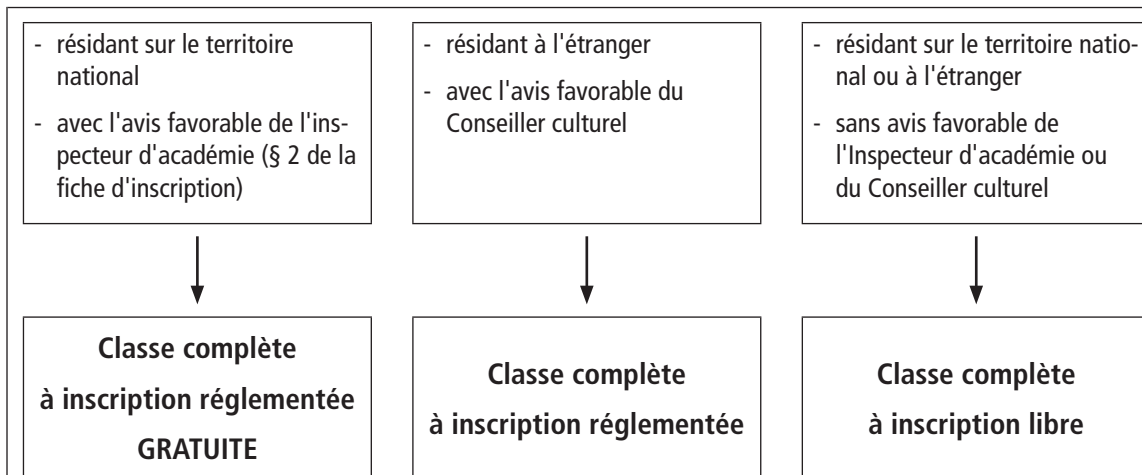 - résidant sur le territoire
national
- avec l'avis favorable de l'ins-
pecteur d'académie (§ 2 de la
fiche d'inscription)
- résidant à l'étranger
- avec l'avis favorable du
Conseiller culturel
- résidant sur le territoire natio-
nal ou à l'étranger
- sans avis favorable de
l'Inspecteur d'académie ou
du Conseiller culturel
Classe complète
à inscription réglementée
GRATUITE
Classe complète
à inscription réglementée
Classe complète
à inscription libre